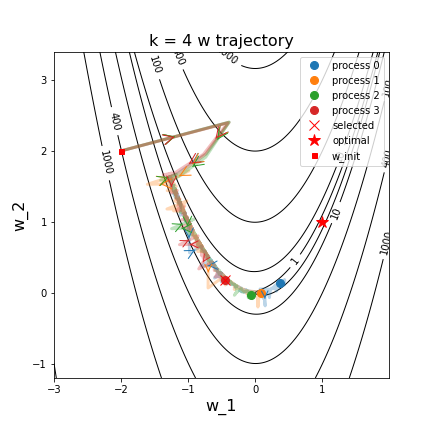 k = 4 w trajectory
process 0
process 1
process 2
process 3
selected
optimal
w_init
100
400
1000
10
1
1000
3
2
1
0
−1
w_2
−3
−2
−1
0
1
w_1